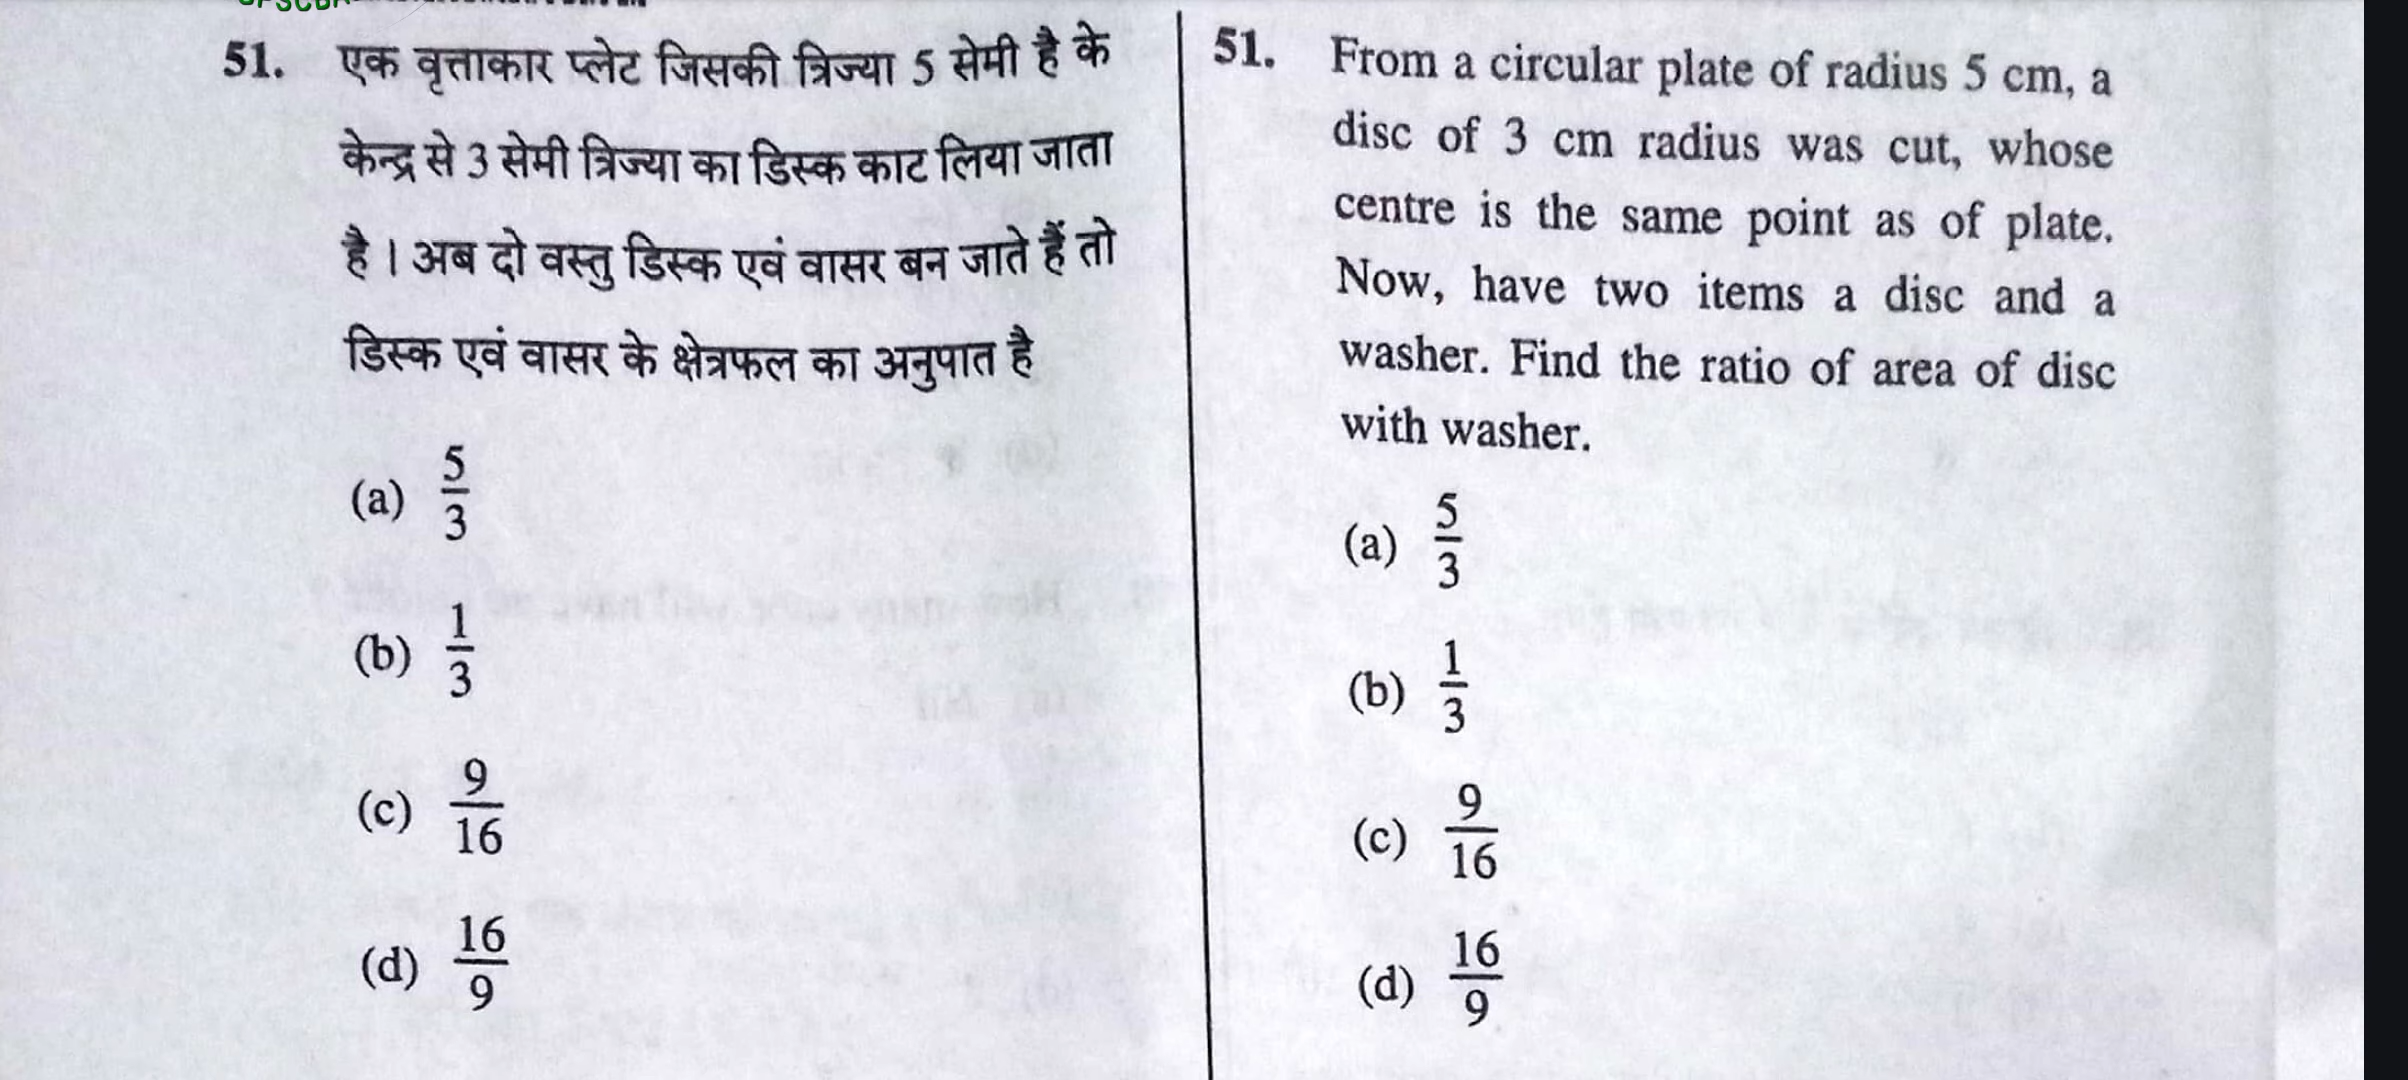 51. एक वृत्ताकार प्लेट जिसकी त्रिज्या 5 सेमी है के
केन्द्र से 3 सेमी त्रिज्या का डिस्क काट लिया जाता
है । अब दो वस्तु डिस्क एवं वासर बन जाते हैं तो
डिस्क एवं वासर के क्षेत्रफल का अनुपात है
(a) 5/3
(b) 1/3
(c) 9/16
(d) 16/9
51. From a circular plate of radius 5 cm, a
disc of 3 cm radius was cut, whose
centre is the same point as of plate.
Now, have two items a disc and a
washer. Find the ratio of area of disc
with washer.
(a) 5/3
(b) 1/3
(c) 9/16
(d) 16/9